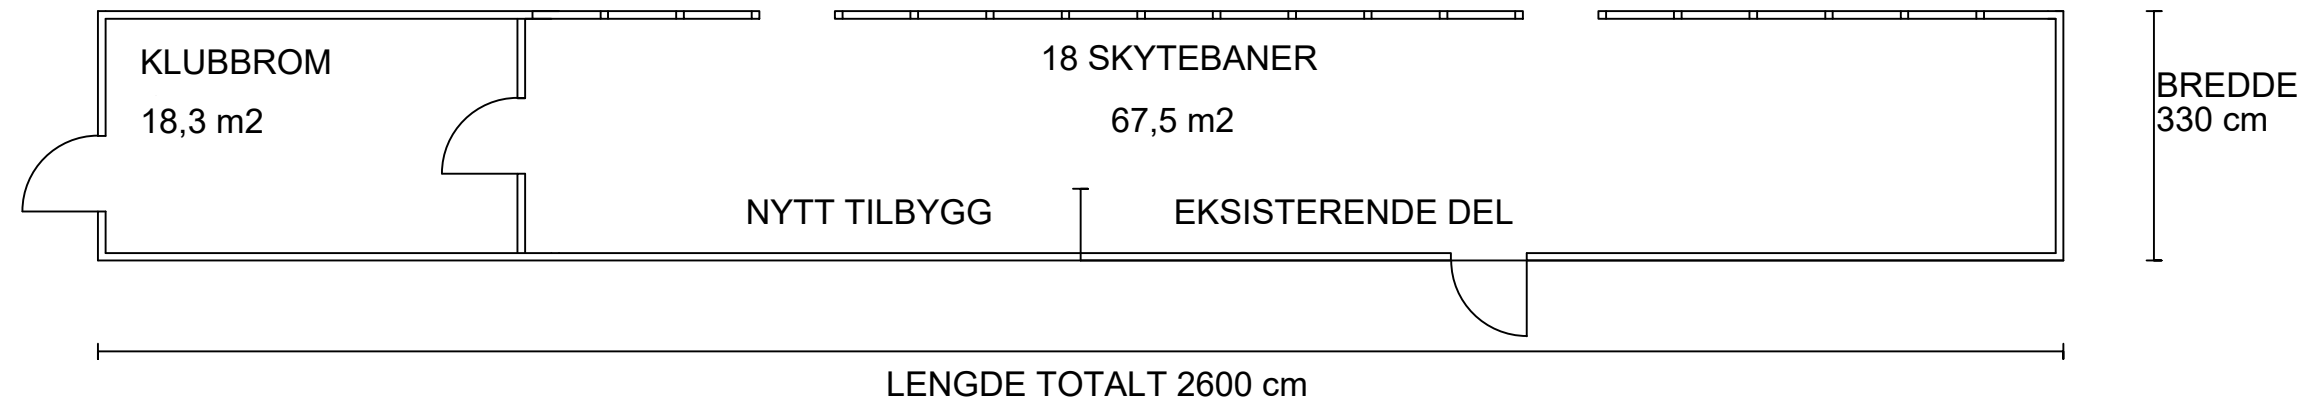 KLUBBROM
18,3 m2
18 SKYTEBANER
67,5 m2
BREDDE
330 cm
NYTT TILBYGG
EKSISTERENDE DEL
LENGDE TOTALT 2600 cm